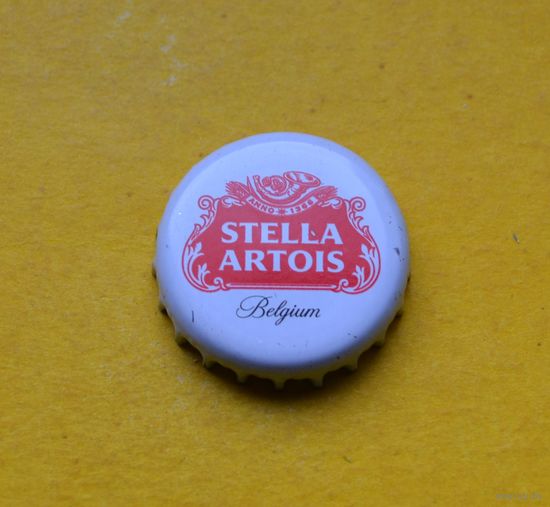 ANNO 1366
STELLA
ARTOIS
Belgium